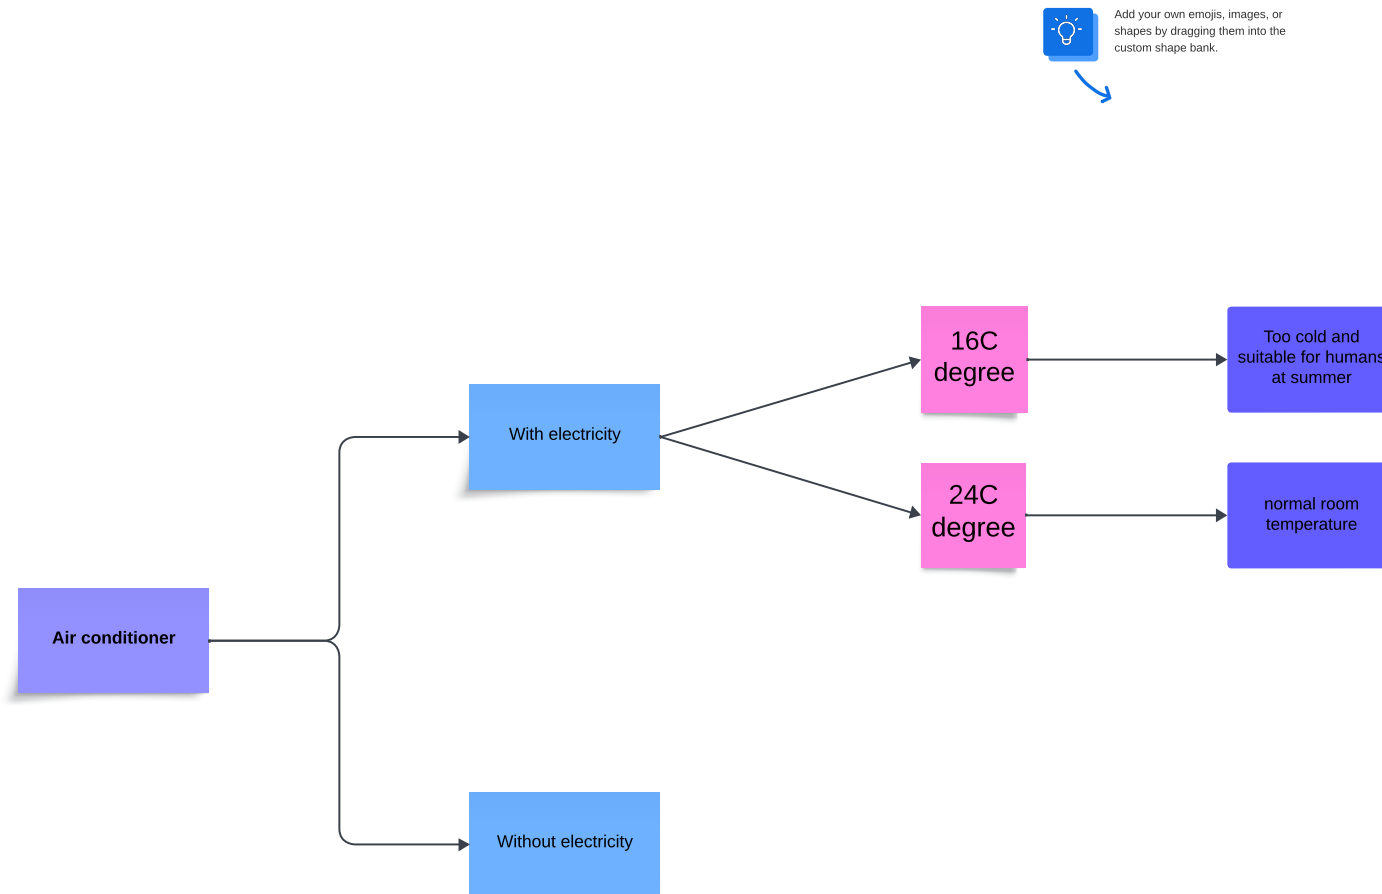 Add your own emojis, images, or
shapes by dragging them into the
custom shape bank.
16C
degree
Too cold and
suitable for humans
at summer
With electricity
24C
degree
normal room
temperature
Air conditioner
Without electricity